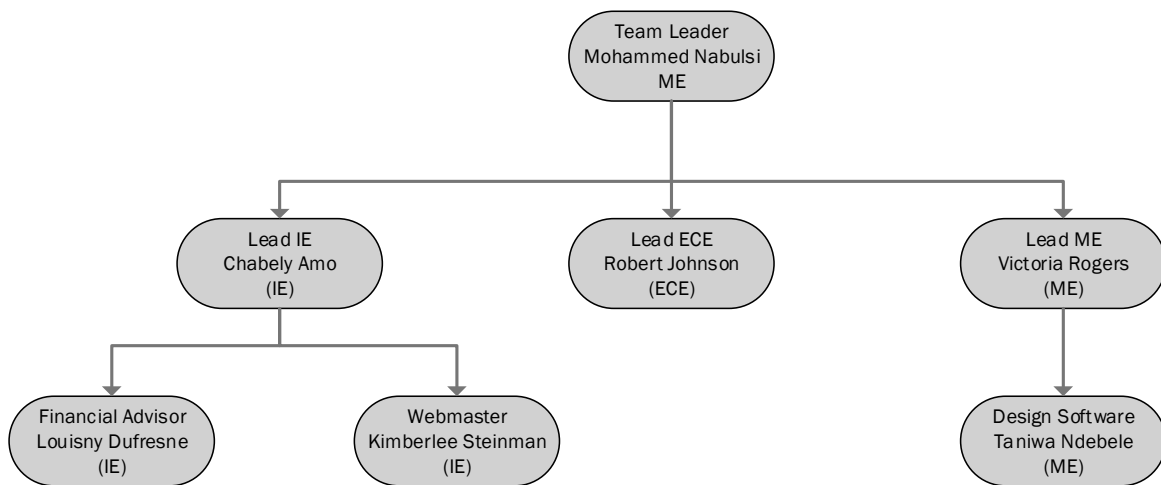 Team Leader
Mohammed Nabulsi
ME
Lead IE
Chabely Amo
(IE)
Lead ECE
Robert Johnson
(ECE)
Lead ME
Victoria Rogers
(ME)
Financial Advisor
Louisny Dufresne
(IE)
Webmaster
Kimberlee Steinman
(IE)
Design Software
Taniwa Ndebele
(ME)